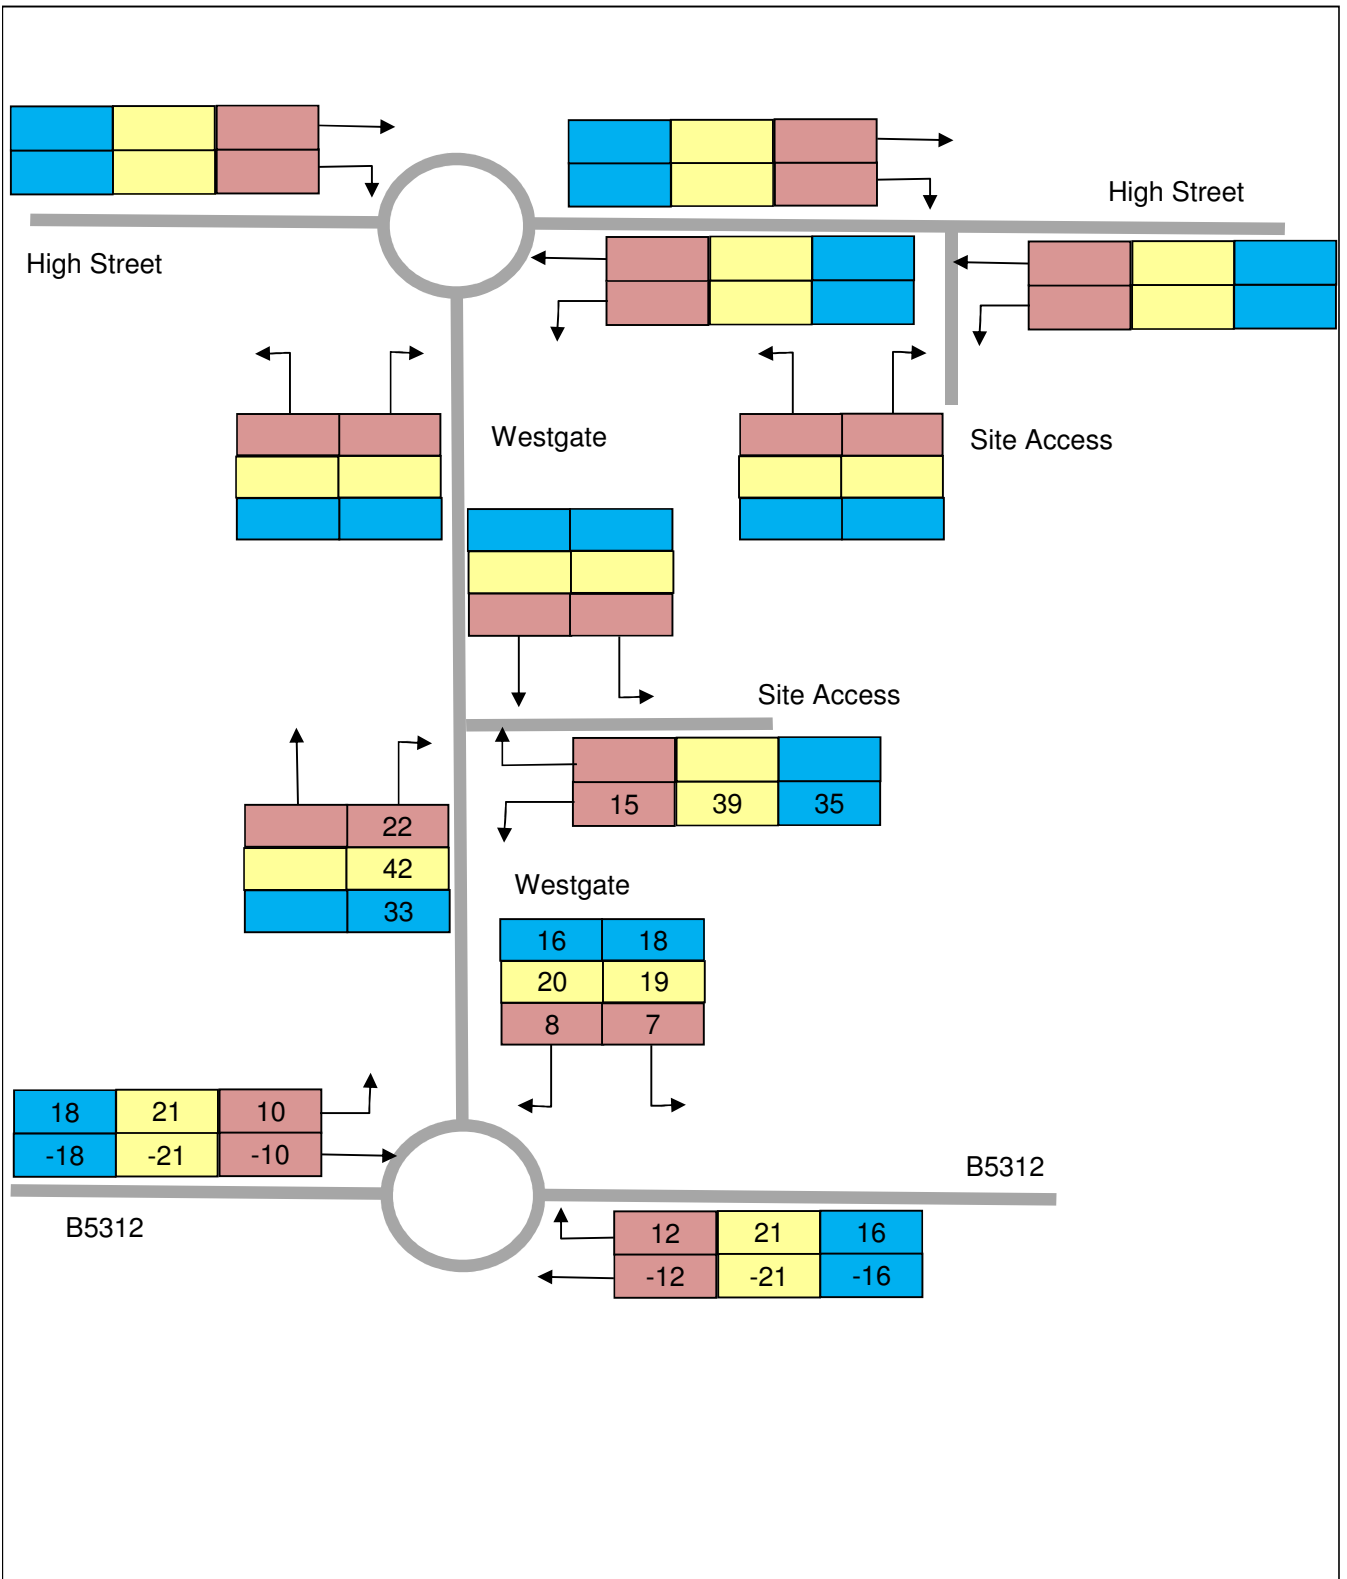 High Street
High Street
Westgate
Site Access
Site Access
15 39 35
22
42
33
Westgate
16 18
20 19
8 7
18 21 10
-18 -21 -10
B5312
B5312
12 21 16
-12 -21 -16